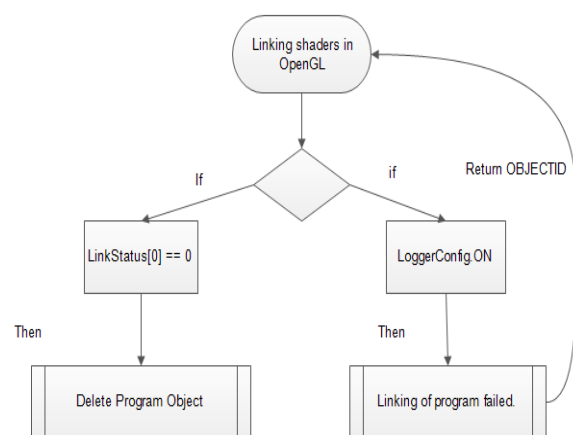 Linking shaders in
OpenGL
If
if
Return OBJECTID
LinkStatus[0] == 0
LoggerConfig.ON
Then
Then
Delete Program Object
Linking of program failed.